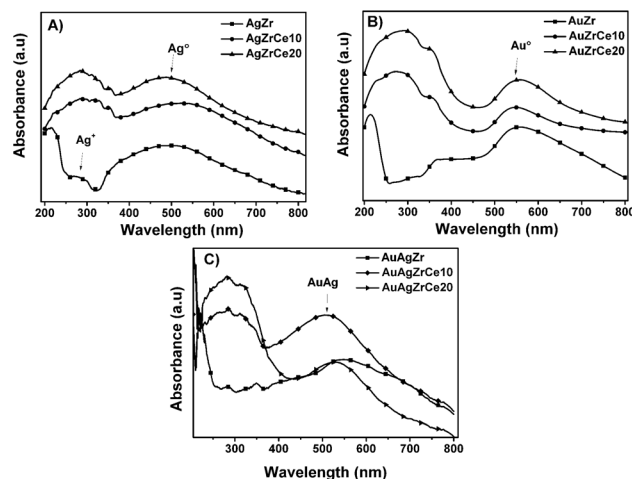 A)
AgZr
AgZrCe10
AgZrCe20
Ag°
Ag⁺
Absorbance (a.u)
200 300 400 500 600 700 800
Wavelength (nm)
B)
AuZr
AuZrCe10
AuZrCe20
Au°
Absorbance (a.u)
200 300 400 500 600 700 800
Wavelength (nm)
C)
AuAgZr
AuAgZrCe10
AuAgZrCe20
AuAg
Absorbance (a.u)
300 400 500 600 700 800
Wavelength (nm)